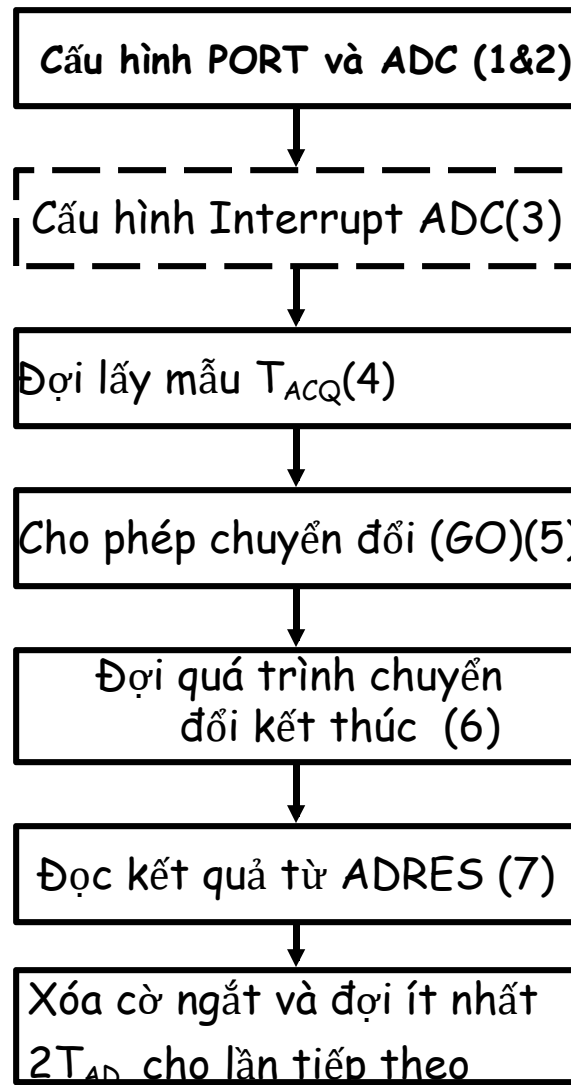 Cấu hình PORT và ADC (1&2)
Cấu hình Interrupt ADC(3)
Đợi lấy mẫu T_ACQ(4)
Cho phép chuyển đổi (GO)(5)
Đợi quá trình chuyển
đổi kết thúc (6)
Đọc kết quả từ ADRES (7)
Xóa cờ ngắt và đợi ít nhất
2T_AD cho lần tiếp theo